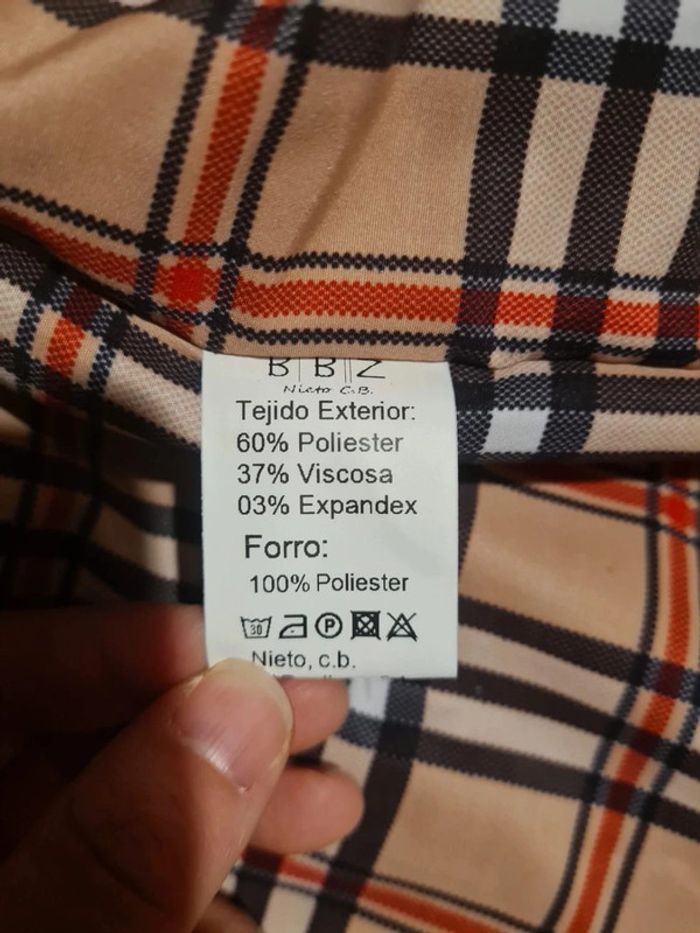 Nieto C.B.
Tejido Exterior:
60% Poliester
37% Viscosa
03% Expandex
Forro:
100% Poliester
30 P
Nieto, c.b.